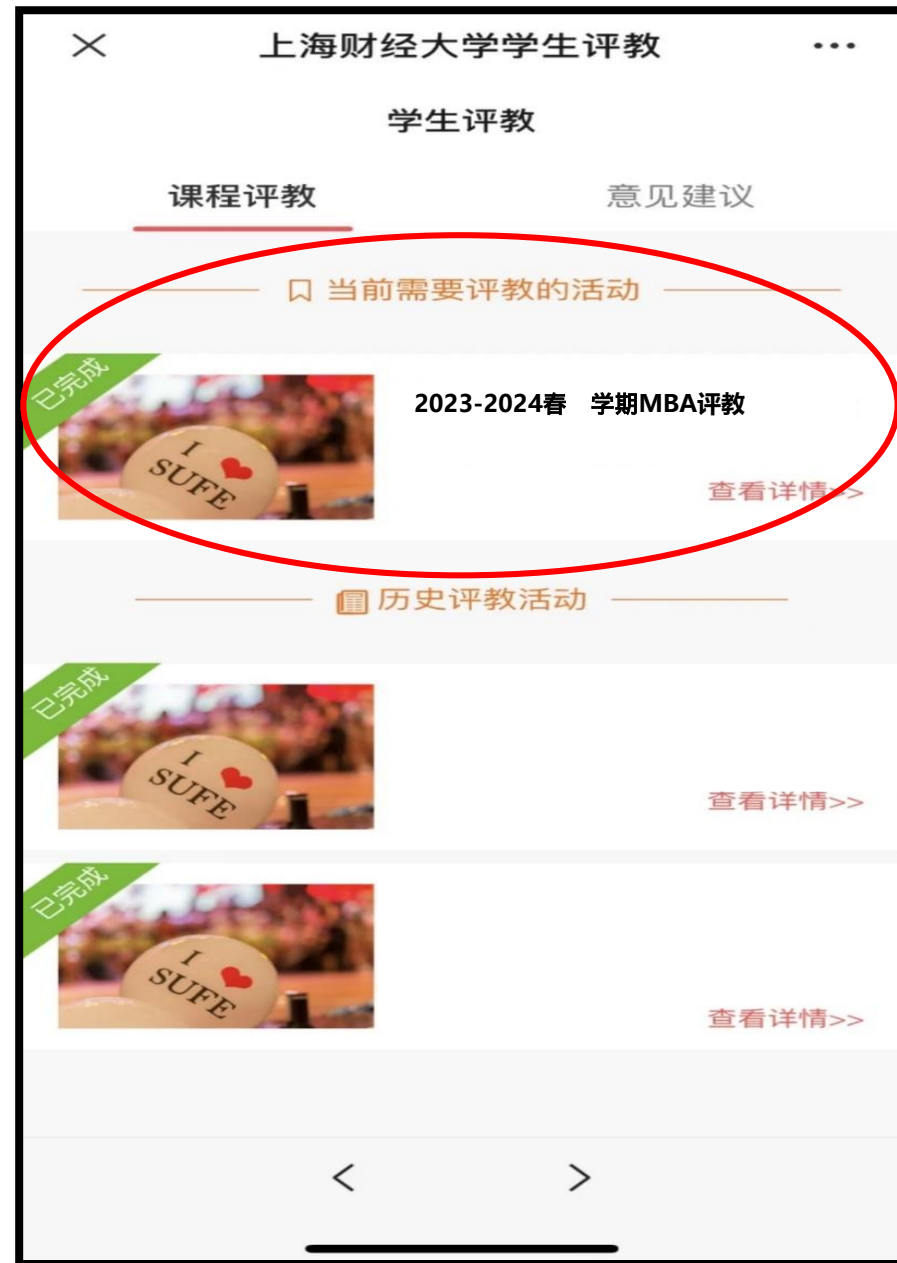 上海财经大学学生评教
学生评教
课程评教 意见建议
当前需要评教的活动
已完成
I
SUFE
2023-2024春 学期MBA评教
查看详情>>
历史评教活动
已完成
I
SUFE
查看详情>>
已完成
I
SUFE
查看详情>>